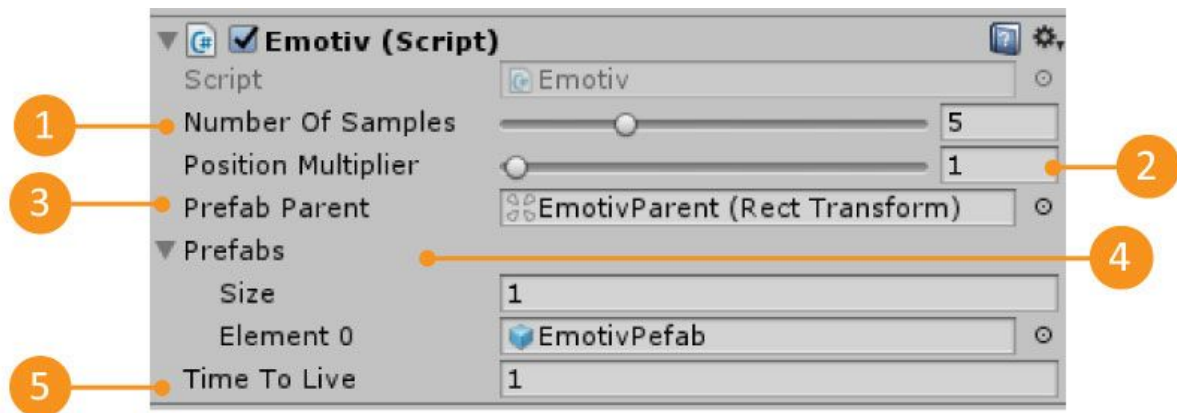 Emotiv (Script)
Script Emotiv
1 Number Of Samples 5
Position Multiplier 1 2
3 Prefab Parent EmotivParent (Rect Transform)
Prefabs 4
Size 1
Element 0 EmotivPefab
5 Time To Live 1